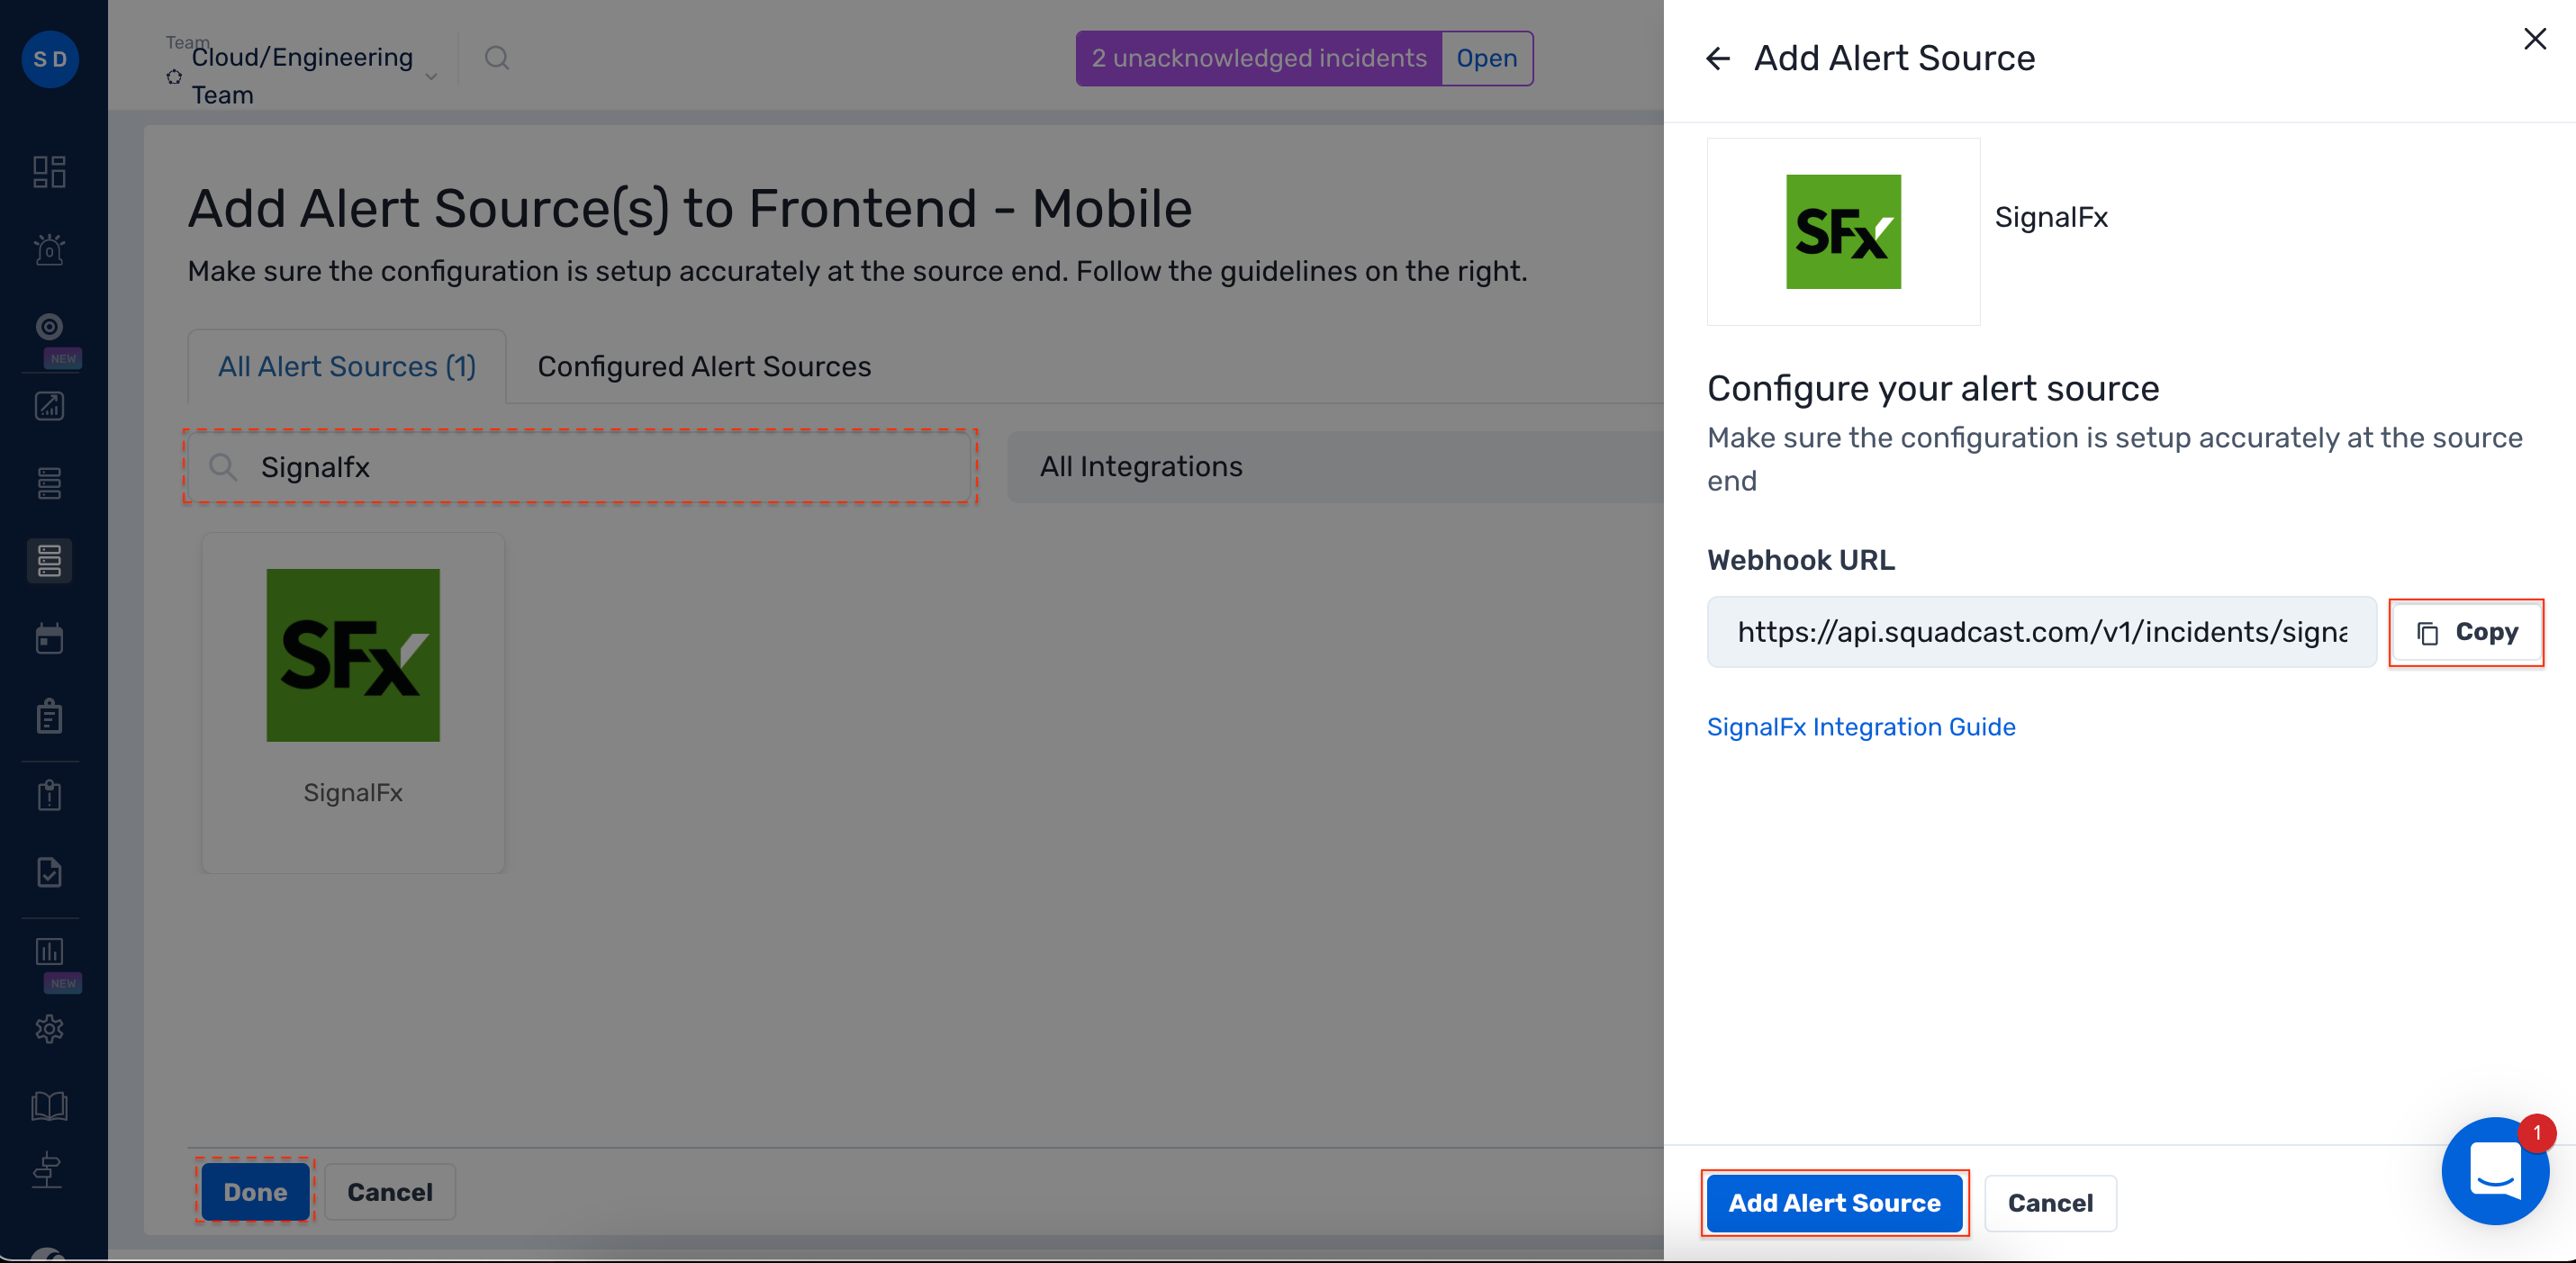 S D
Team
Cloud/Engineering
Team
2 unacknowledged incidents
Open
Add Alert Source(s) to Frontend - Mobile
Make sure the configuration is setup accurately at the source end. Follow the guidelines on the right.
All Alert Sources (1)
Configured Alert Sources
Signalfx
All Integrations
SFx
SignalFx
Done
Cancel
0
NEW
NEW
Add Alert Source
SFx
SignalFx
Configure your alert source
Make sure the configuration is setup accurately at the source
end
Webhook URL
https://api.squadcast.com/v1/incidents/signa
Copy
SignalFx Integration Guide
1
Add Alert Source
Cancel